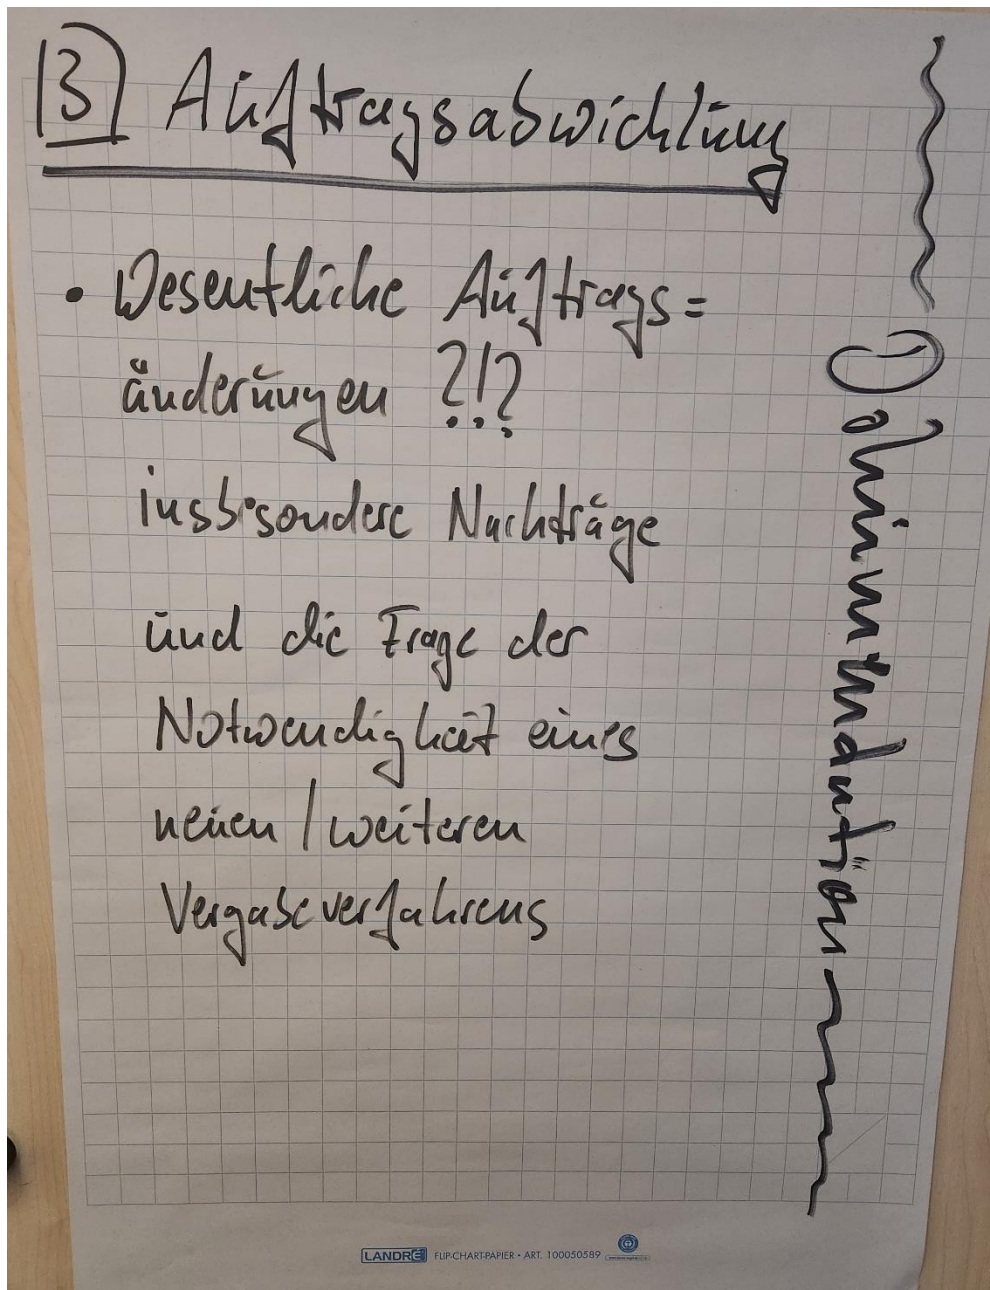 3 Auftragsabwicklung
• Wesentliche Auftrags=
änderungen ?!?
insbesondere Nachträge
und die Frage der
Notwendigkeit eines
neuen / weiteren
Vergabeverfahrens
Dokumentation
LANDRÉ FLIP-CHART-PAPIER • ART. 100050589